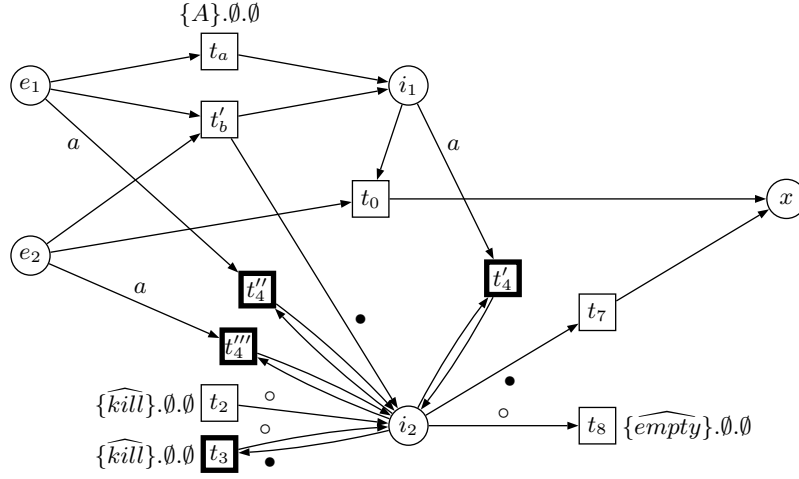 {A}.∅.∅
t_a
e_1
i_1
t'_b
a
a
t_0
x
e_2
t''_4
t'_4
a
t_7
t'''_4
{\widehat{kill}}.∅.∅
t_2
i_2
t_8
{\widehat{empty}}.∅.∅
{\widehat{kill}}.∅.∅
t_3